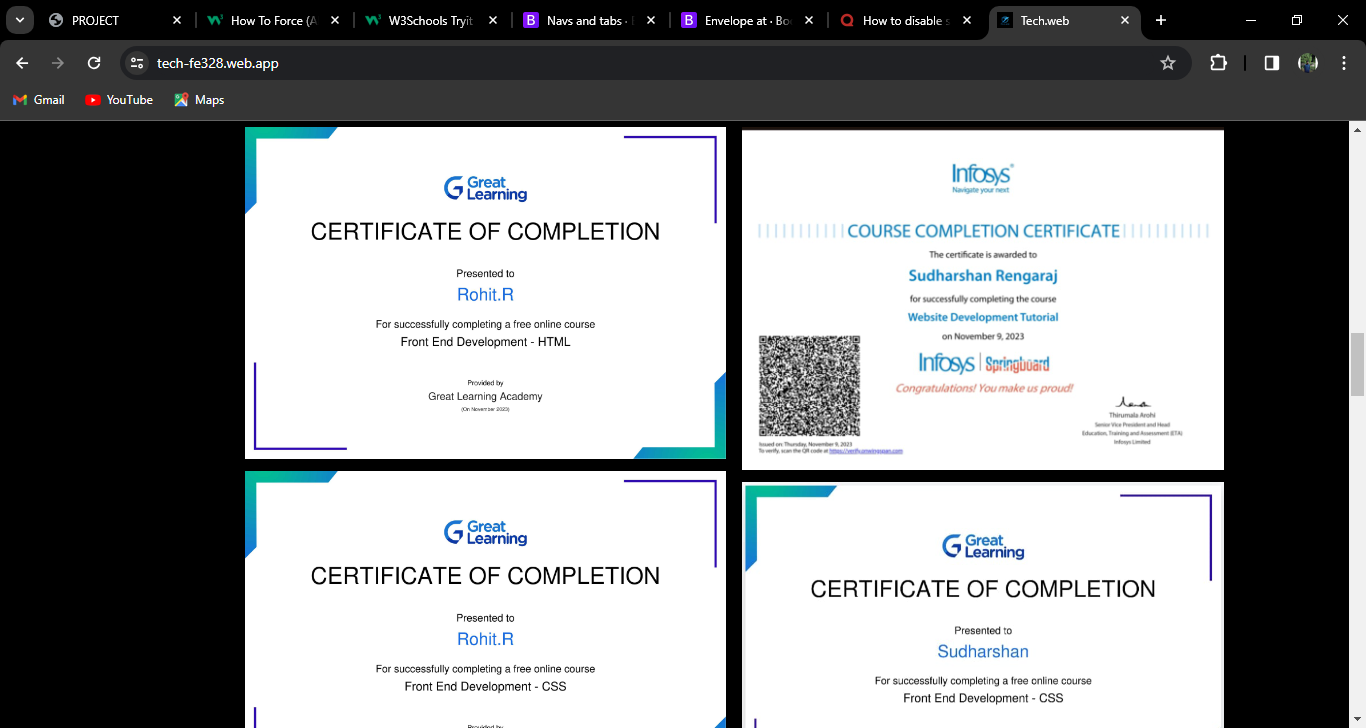 PROJECT
How To Force (A
W3Schools Tryit
Navs and tabs ·
Envelope at · Boo
How to disable s
Tech.web
tech-fe328.web.app
Gmail
YouTube
Maps
Great
Learning
CERTIFICATE OF COMPLETION
Presented to
Rohit.R
For successfully completing a free online course
Front End Development - HTML
Provided by
Great Learning Academy
(On November 2023)
Infosys
Navigate your next
COURSE COMPLETION CERTIFICATE
The certificate is awarded to
Sudharshan Rengaraj
for successfully completing the course
Website Development Tutorial
on November 9, 2023
Infosys | Springboard
Congratulations! You make us proud!
Thirumala Arohi
Senior Vice President and Head
Education, Training and Assessment (ETA)
Infosys Limited
Issued on: Thursday, November 9, 2023
To verify, scan the QR code at
Great
Learning
CERTIFICATE OF COMPLETION
Presented to
Rohit.R
For successfully completing a free online course
Front End Development - CSS
Provided by
Great
Learning
CERTIFICATE OF COMPLETION
Presented to
Sudharshan
For successfully completing a free online course
Front End Development - CSS